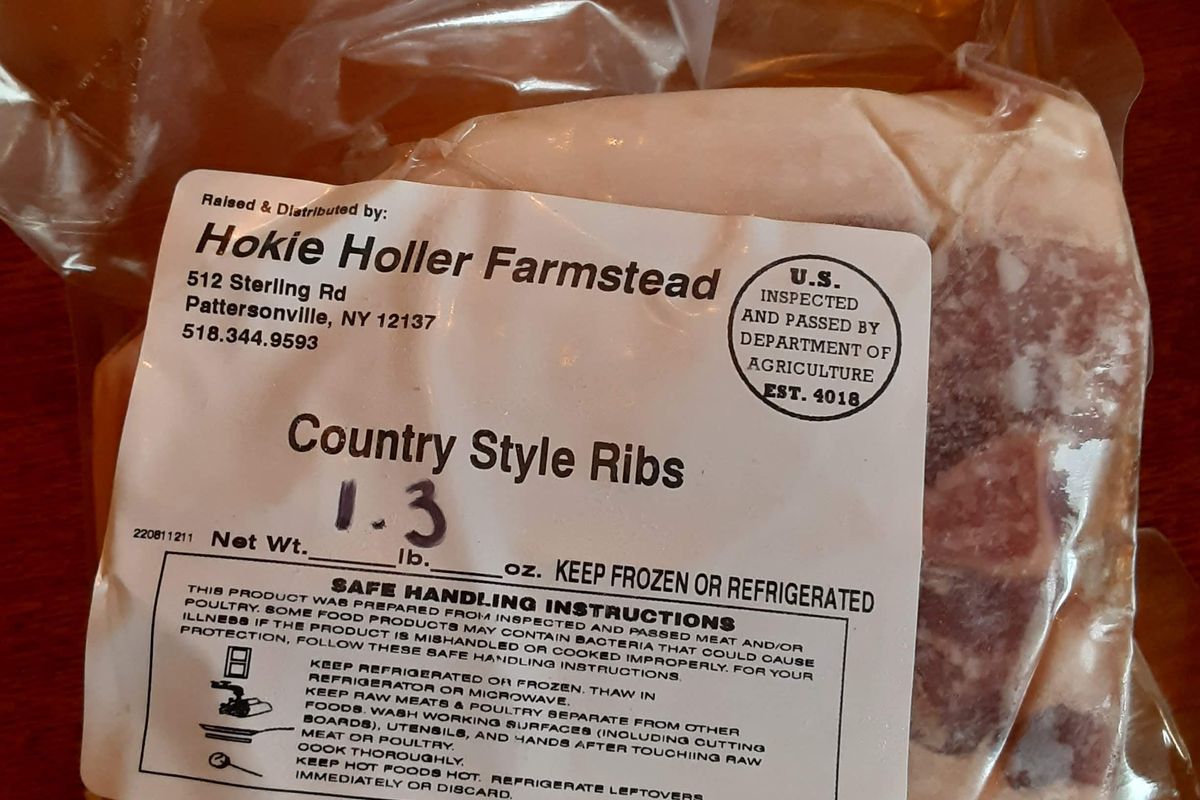 Raised & Distributed by:
Hokie Holler Farmstead
512 Sterling Rd
Pattersonville, NY 12137
518.344.9593
U.S.
INSPECTED
AND PASSED BY
DEPARTMENT OF
AGRICULTURE
EST. 4018
Country Style Ribs
1.3
220811211 Net Wt.______lb._____oz. KEEP FROZEN OR REFRIGERATED
SAFE HANDLING INSTRUCTIONS
THIS PRODUCT WAS PREPARED FROM INSPECTED AND PASSED MEAT AND/OR
POULTRY. SOME FOOD PRODUCTS MAY CONTAIN BACTERIA THAT COULD CAUSE
ILLNESS IF THE PRODUCT IS MISHANDLED OR COOKED IMPROPERLY. FOR YOUR
PROTECTION, FOLLOW THESE SAFE HANDLING INSTRUCTIONS.
KEEP REFRIGERATED OR FROZEN. THAW IN
REFRIGERATOR OR MICROWAVE.
KEEP RAW MEATS & POULTRY SEPARATE FROM OTHER
FOODS. WASH WORKING SURFACES (INCLUDING CUTTING
BOARDS), UTENSILS, AND HANDS AFTER TOUCHING RAW
MEAT OR POULTRY.
COOK THOROUGHLY.
KEEP HOT FOODS HOT. REFRIGERATE LEFTOVERS
IMMEDIATELY OR DISCARD.